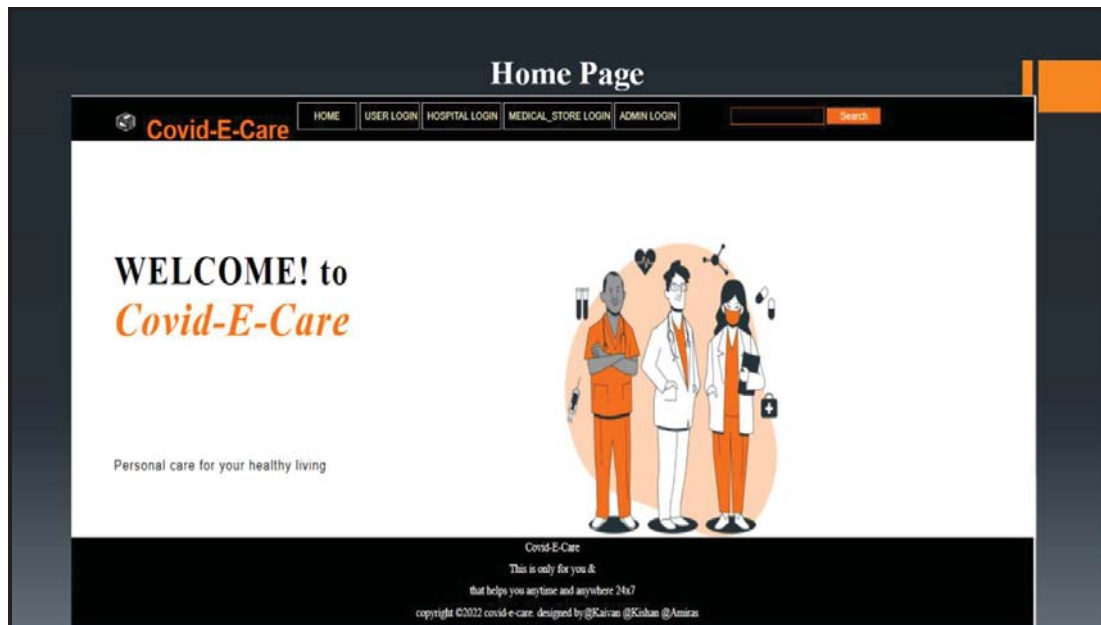 Home Page
Covid-E-Care
HOME
USER LOGIN
HOSPITAL LOGIN
MEDICAL_STORE LOGIN
ADMIN LOGIN
Search
WELCOME! to
Covid-E-Care
Personal care for your healthy living
Covid-E-Care
This is only for you &
that helps you anytime and anywhere 24x7
copyright ©2022 covid-e-care. designed by@Kaivan @Kishan @Amiras